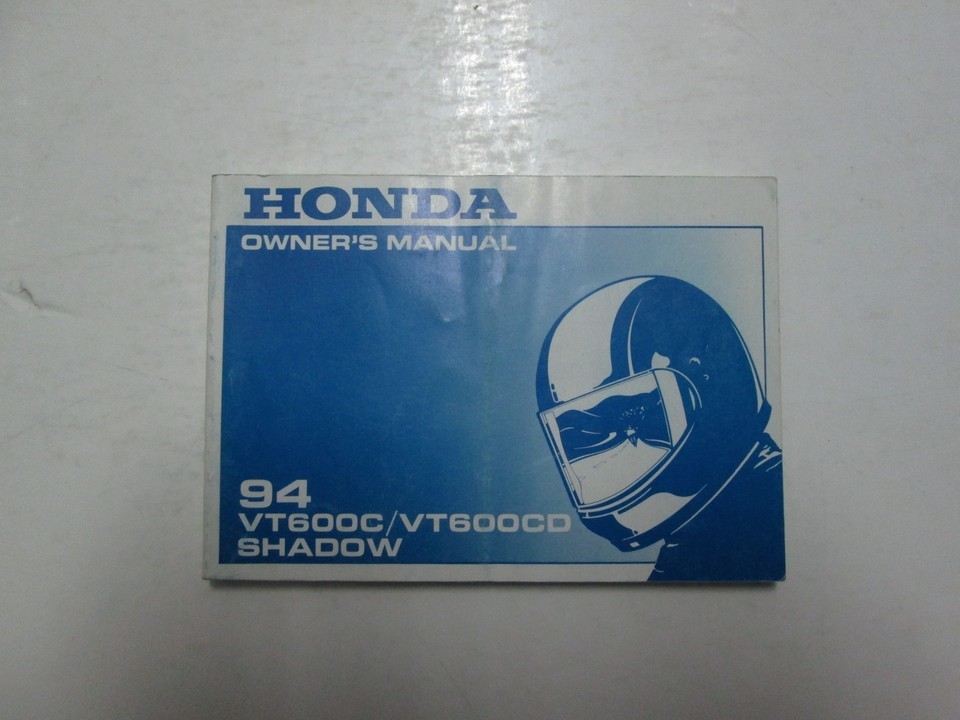 HONDA
OWNER'S MANUAL
94
VT600C/VT600CD
SHADOW